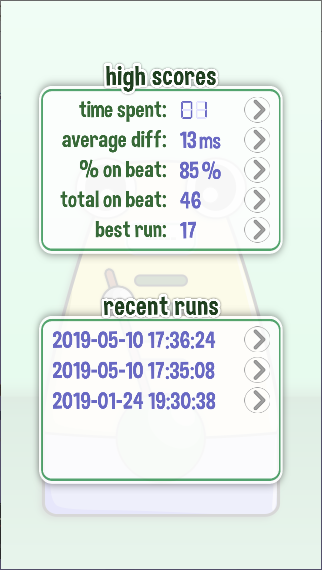 high scores
time spent: 01
average diff: 13 ms
% on beat: 85%
total on beat: 46
best run: 17
recent runs
2019-05-10 17:36:24
2019-05-10 17:35:08
2019-01-24 19:30:38